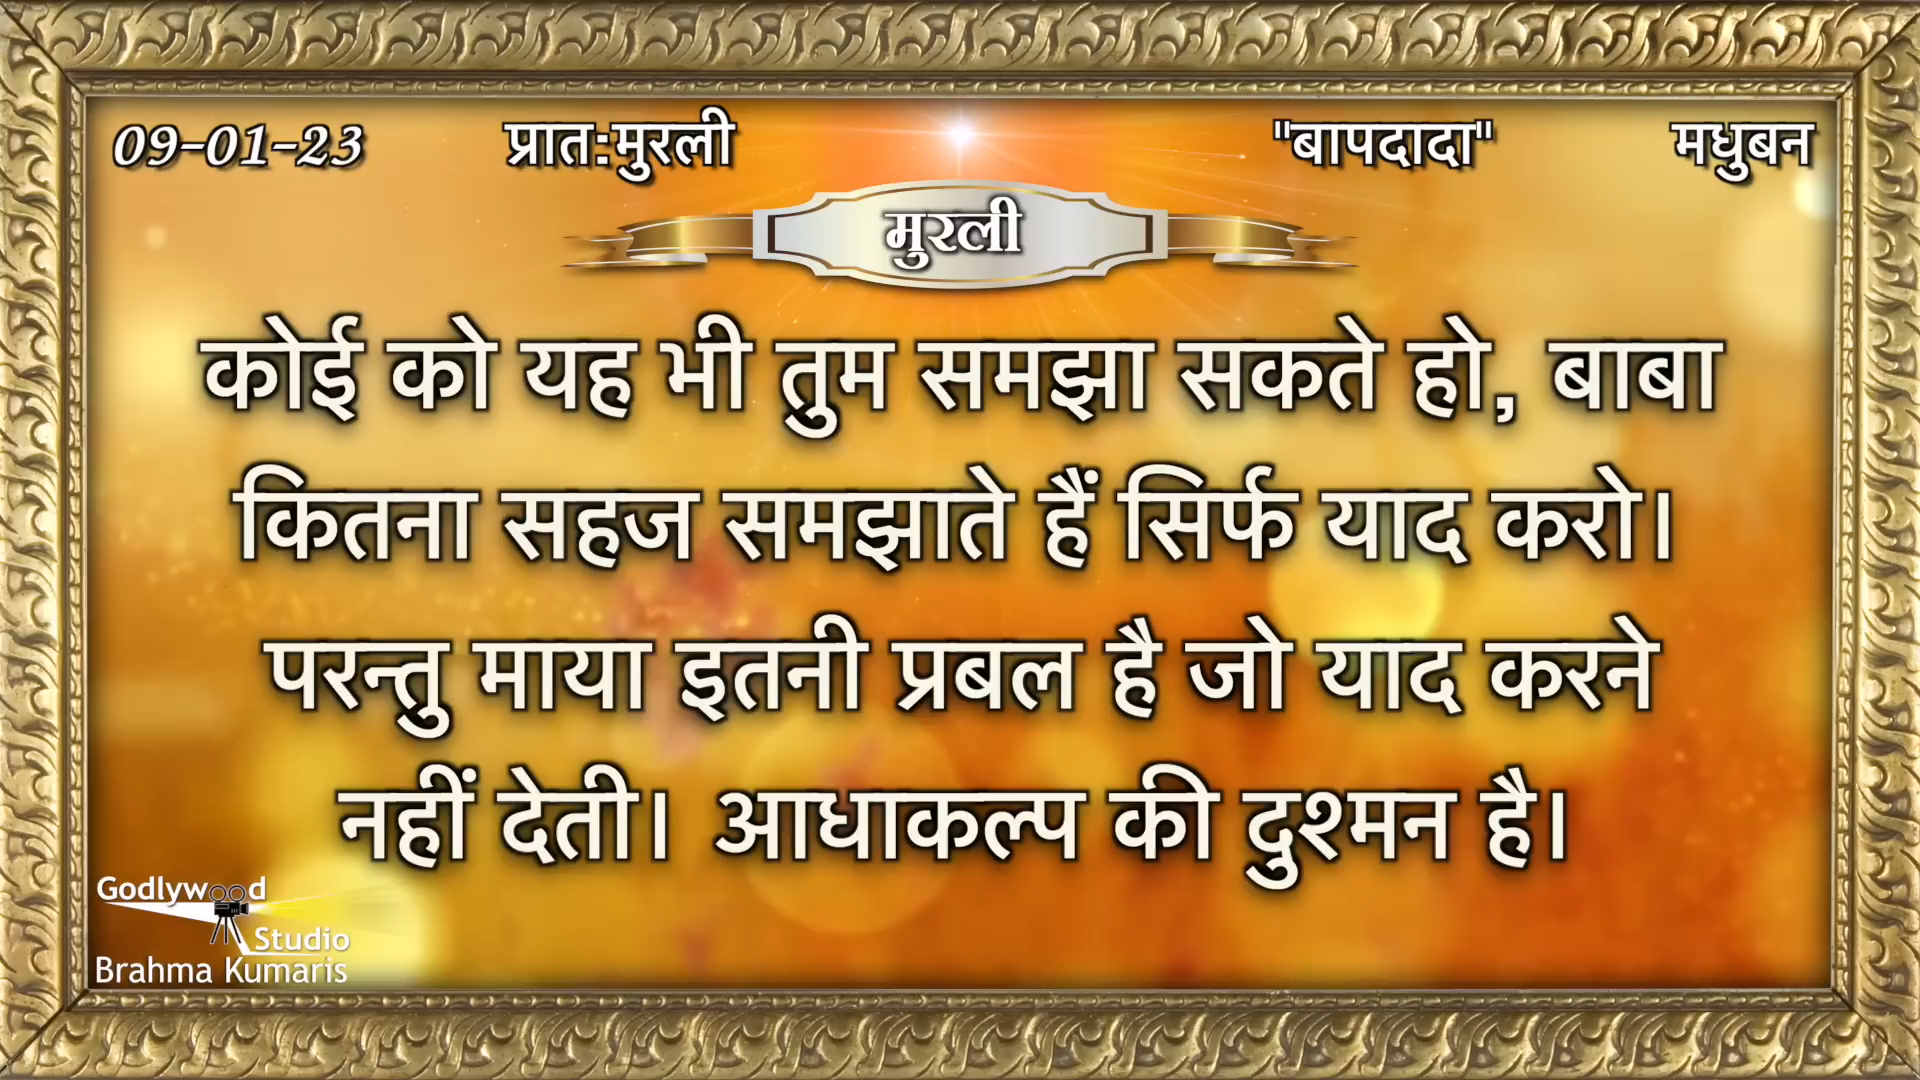 09-01-23 प्रात:मुरली "बापदादा" मधुबन
मुरली
कोई को यह भी तुम समझा सकते हो, बाबा
कितना सहज समझाते हैं सिर्फ याद करो।
परन्तु माया इतनी प्रबल है जो याद करने
नहीं देती। आधाकल्प की दुश्मन है।
Godlywood
Studio
Brahma Kumaris